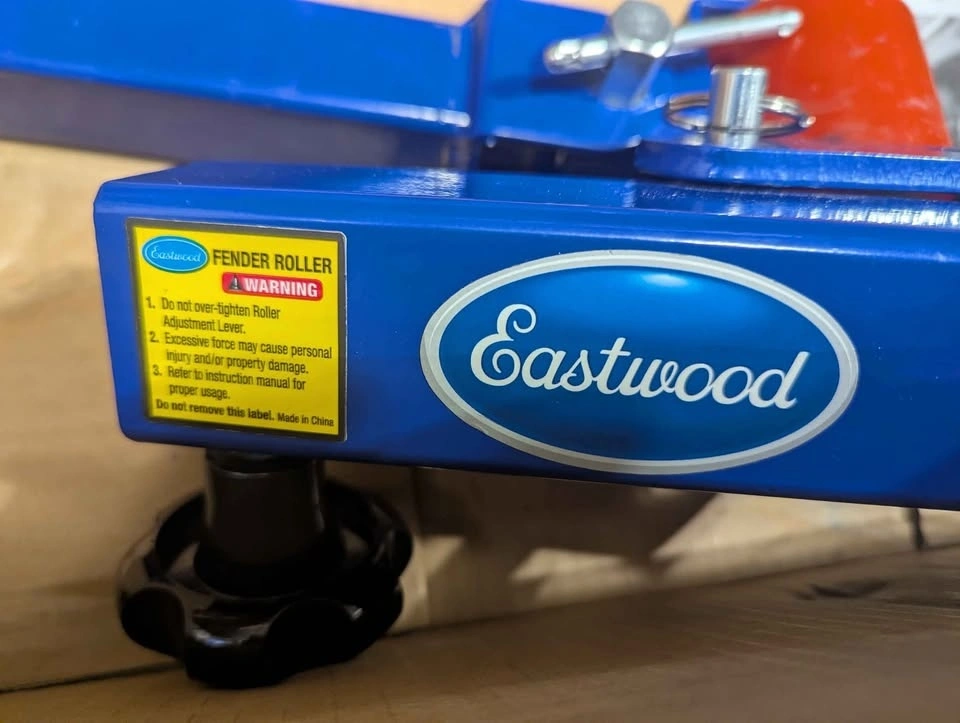 Eastwood FENDER ROLLER
WARNING
1. Do not over-tighten Roller
Adjustment Lever.
2. Excessive force may cause personal
injury and/or property damage.
3. Refer to instruction manual for
proper usage.
Do not remove this label. Made in China
Eastwood